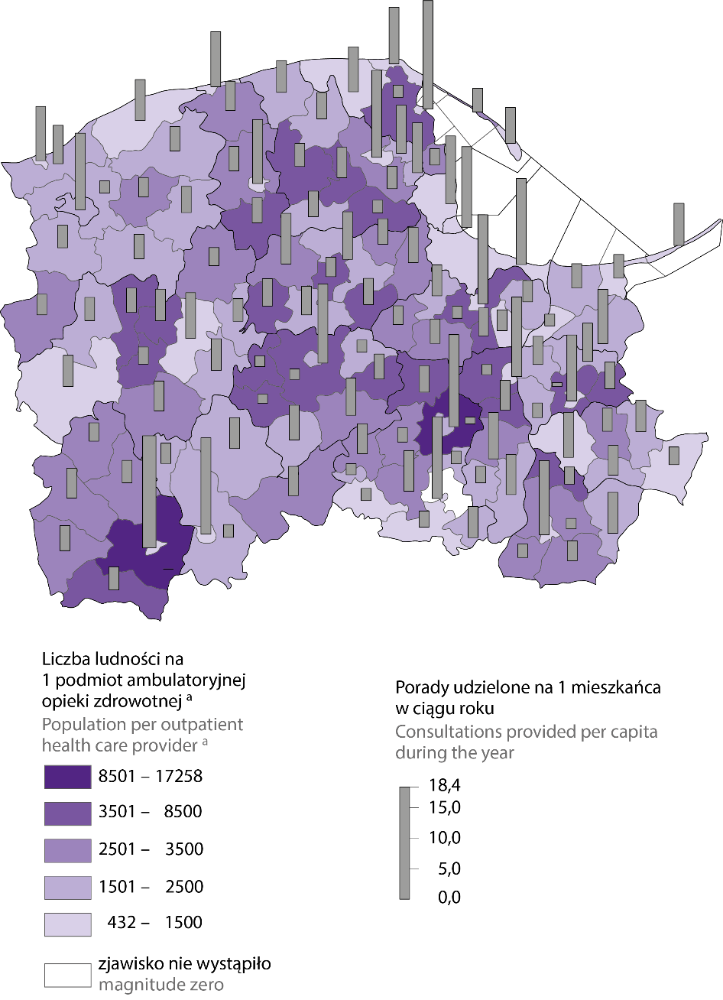 Liczba ludności na
1 podmiot ambulatoryjnej
opieki zdrowotnej a
Population per outpatient
health care provider a
8501 – 17258
3501 – 8500
2501 – 3500
1501 – 2500
432 – 1500
zjawisko nie wystąpiło
magnitude zero
Porady udzielone na 1 mieszkańca
w ciągu roku
Consultations provided per capita
during the year
18,4
15,0
10,0
5,0
0,0